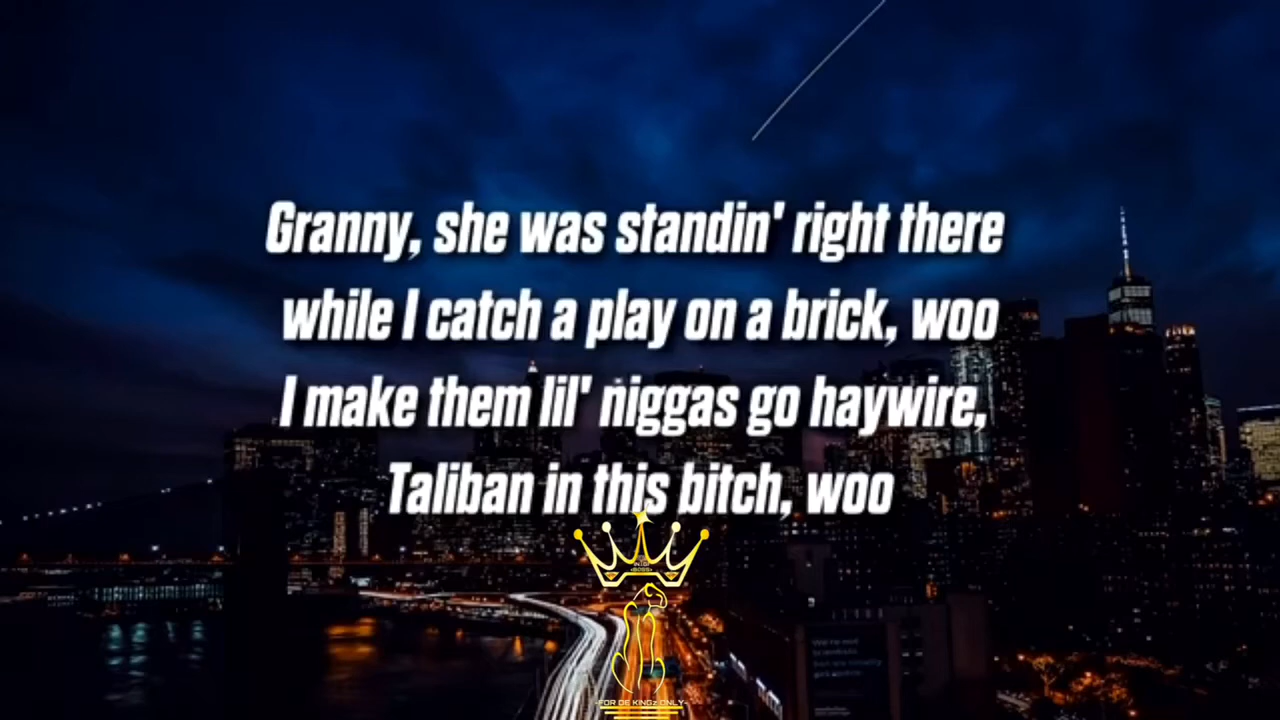 Granny, she was standin' right there
while I catch a play on a brick, woo
I make them lil' niggas go haywire,
Taliban in this bitch, woo
-FOR DE KINGz ONLY-